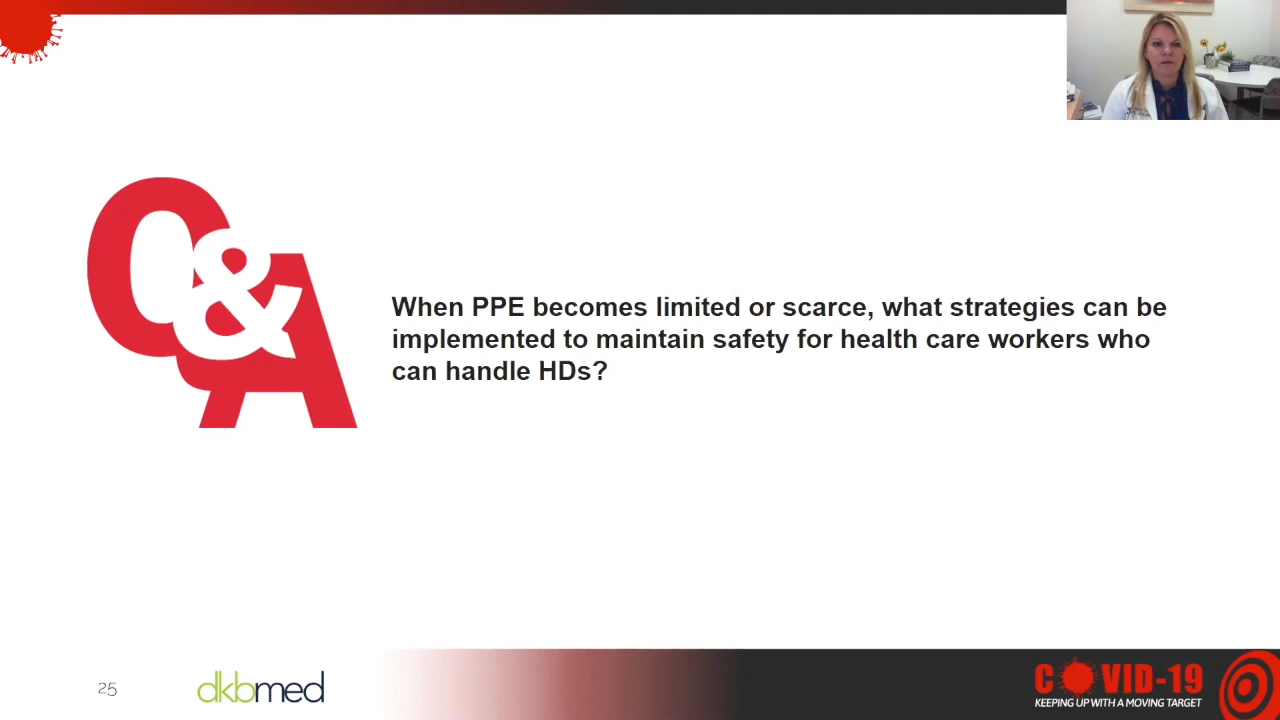 Q&A
When PPE becomes limited or scarce, what strategies can be
implemented to maintain safety for health care workers who
can handle HDs?
25
dkbmed
COVID-19
KEEPING UP WITH A MOVING TARGET